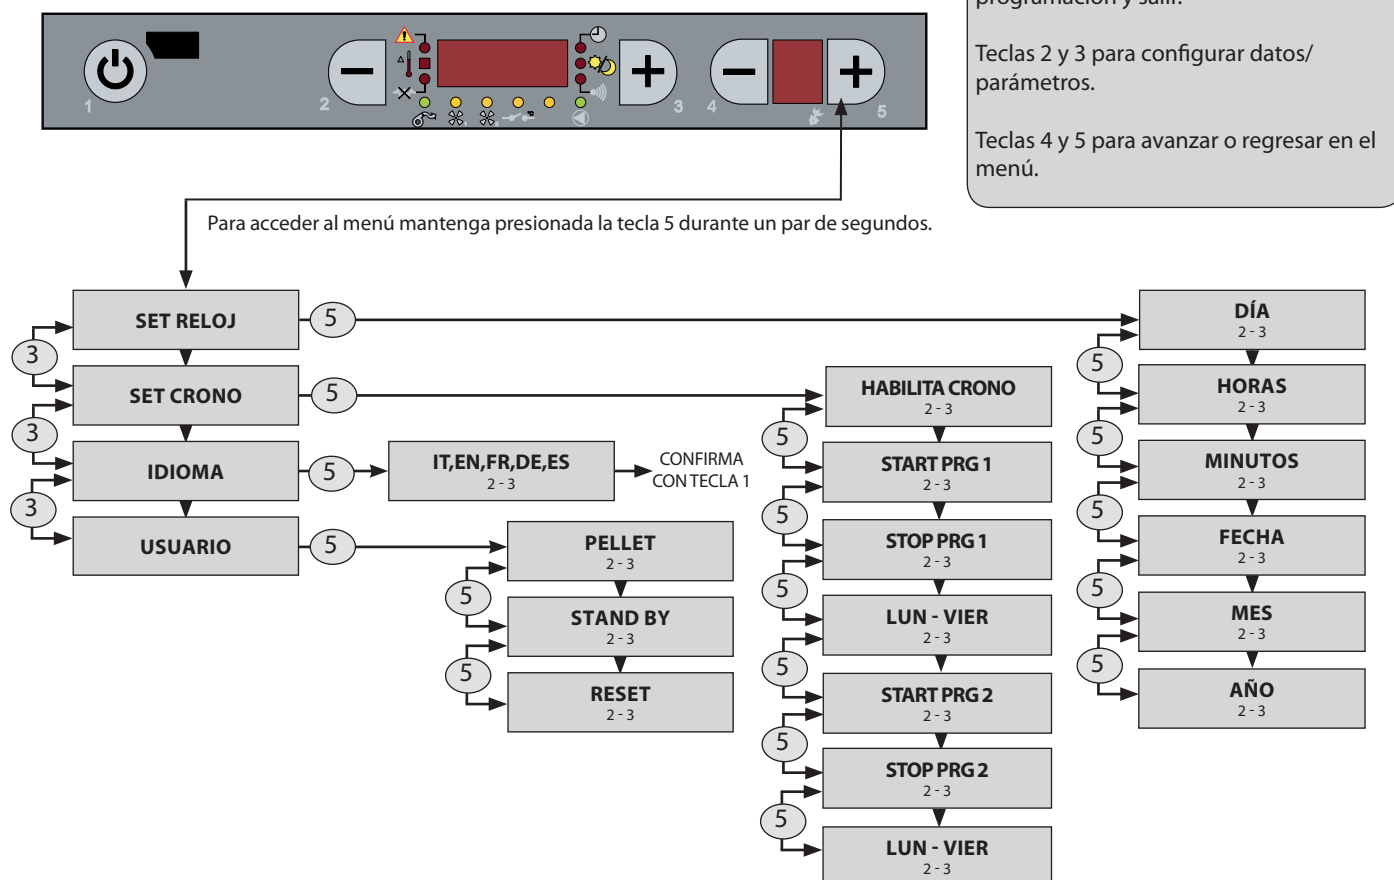 programación y salir.
Teclas 2 y 3 para configurar datos/
parámetros.
Teclas 4 y 5 para avanzar o regresar en el
menú.
1
2
3
4
5
Para acceder al menú mantenga presionada la tecla 5 durante un par de segundos.
SET RELOJ
5
3
SET CRONO
5
3
IDIOMA
5
IT,EN,FR,DE,ES
2 - 3
CONFIRMA
CON TECLA 1
3
USUARIO
5
PELLET
2 - 3
5
STAND BY
2 - 3
5
RESET
2 - 3
HABILITA CRONO
2 - 3
5
START PRG 1
2 - 3
5
STOP PRG 1
2 - 3
5
LUN - VIER
2 - 3
5
START PRG 2
2 - 3
5
STOP PRG 2
2 - 3
5
LUN - VIER
2 - 3
DÍA
2 - 3
5
HORAS
2 - 3
5
MINUTOS
2 - 3
5
FECHA
2 - 3
5
MES
2 - 3
5
AÑO
2 - 3